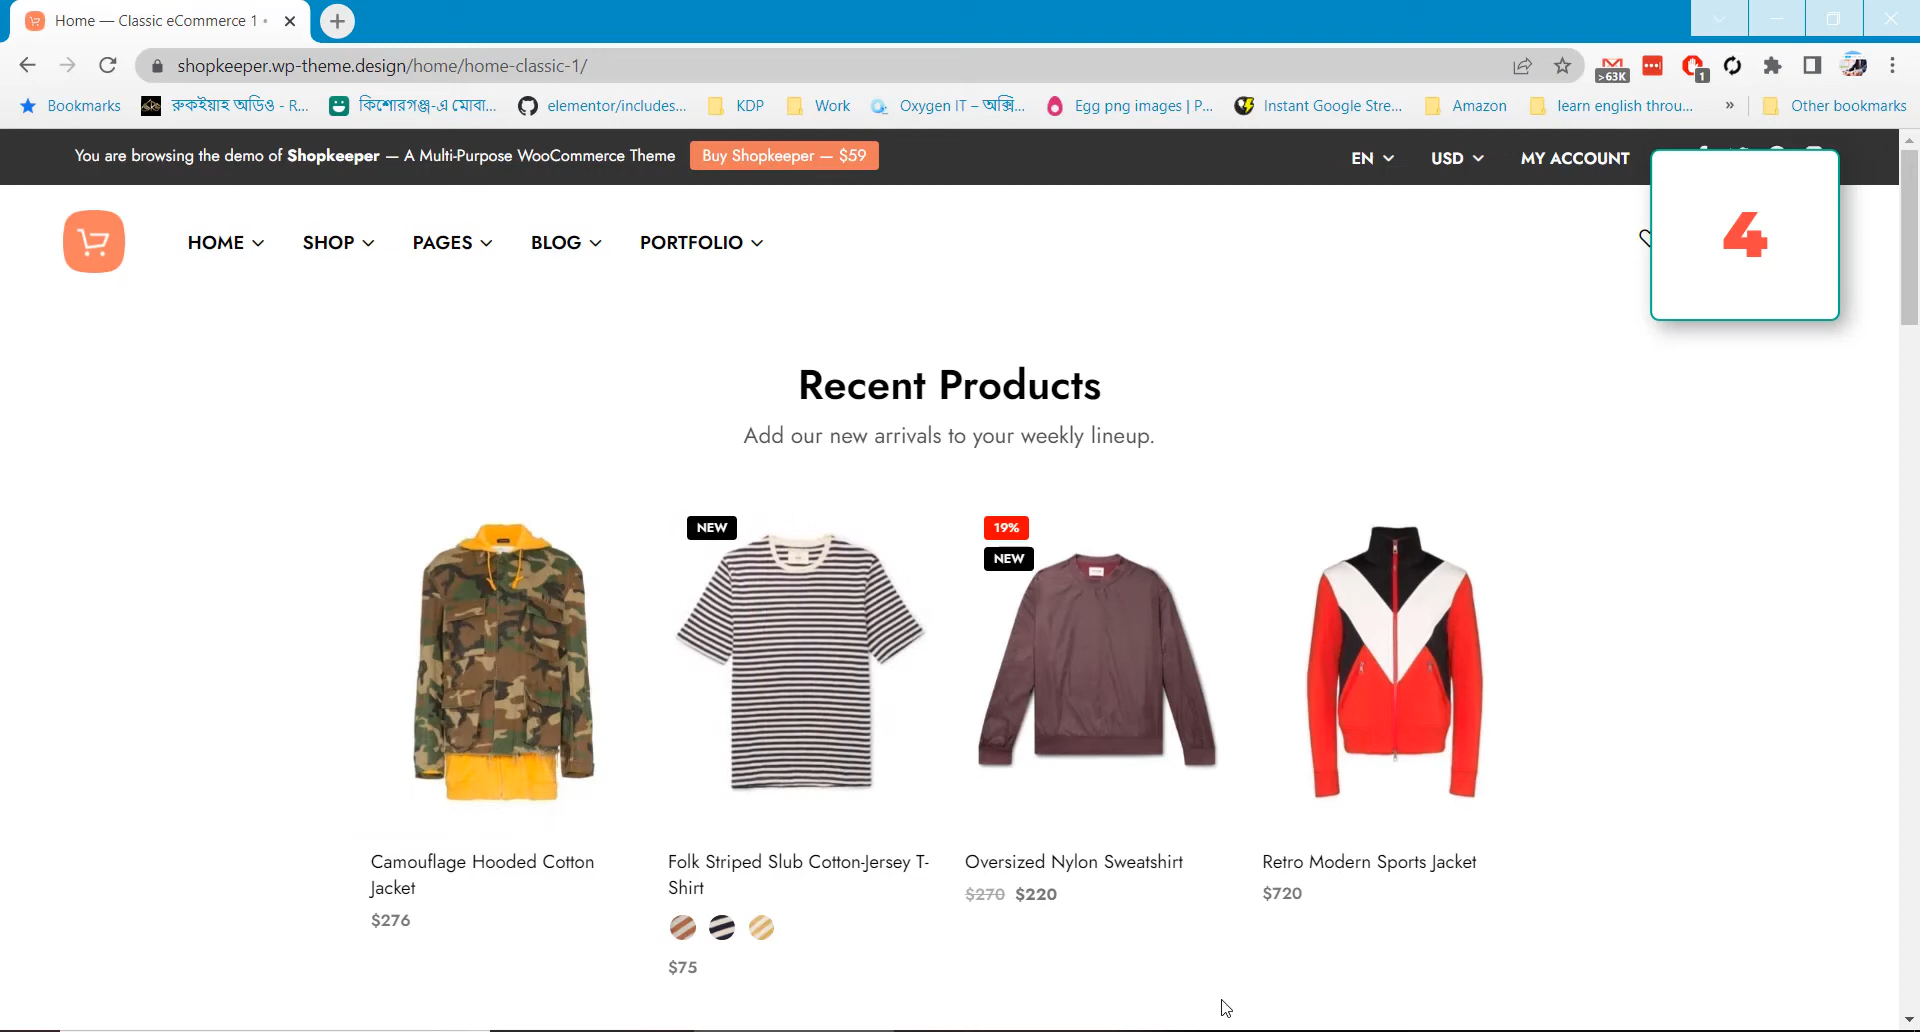 Home — Classic eCommerce 1 •
shopkeeper.wp-theme.design/home/home-classic-1/
>63K
1
Bookmarks
রুকইয়াহ অডিও - R...
কিশোরগঞ্জ-এ মোবা...
elementor/includes...
KDP
Work
Oxygen IT – অক্সি...
Egg png images | P...
Instant Google Stre...
Amazon
learn english throu...
»
Other bookmarks
You are browsing the demo of Shopkeeper — A Multi-Purpose WooCommerce Theme
Buy Shopkeeper — $59
EN
USD
MY ACCOUNT
4
HOME
SHOP
PAGES
BLOG
PORTFOLIO
Recent Products
Add our new arrivals to your weekly lineup.
NEW
19%
NEW
Camouflage Hooded Cotton
Jacket
$276
Folk Striped Slub Cotton-Jersey T-
Shirt
$75
Oversized Nylon Sweatshirt
$270 $220
Retro Modern Sports Jacket
$720